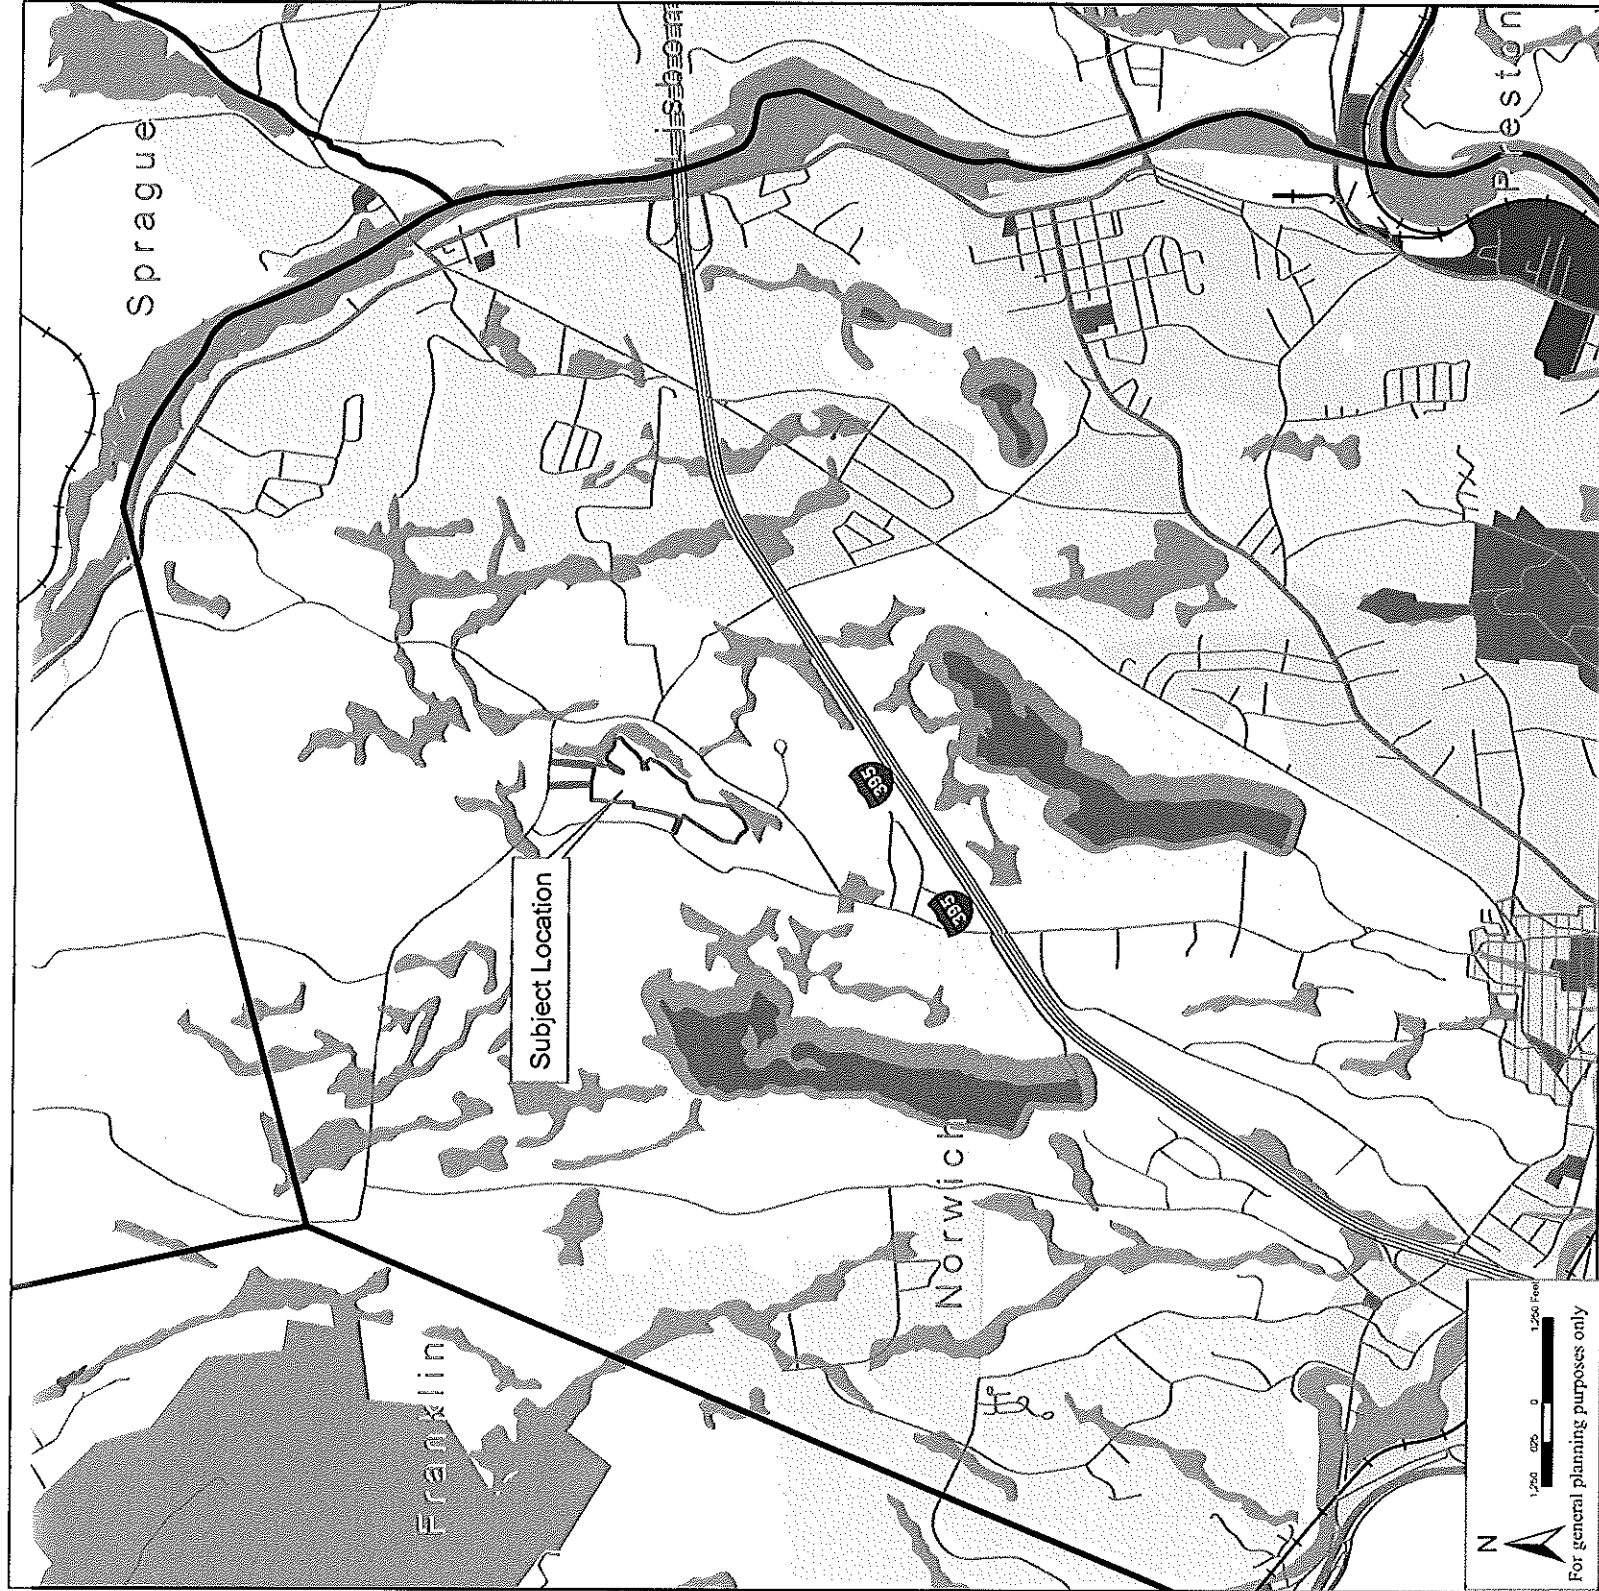 Sprague
Franklin
Subject Location
Lisbon
395
395
Norwich
Preston
N
1,250 625 0 1,250 Feet
For general planning purposes only